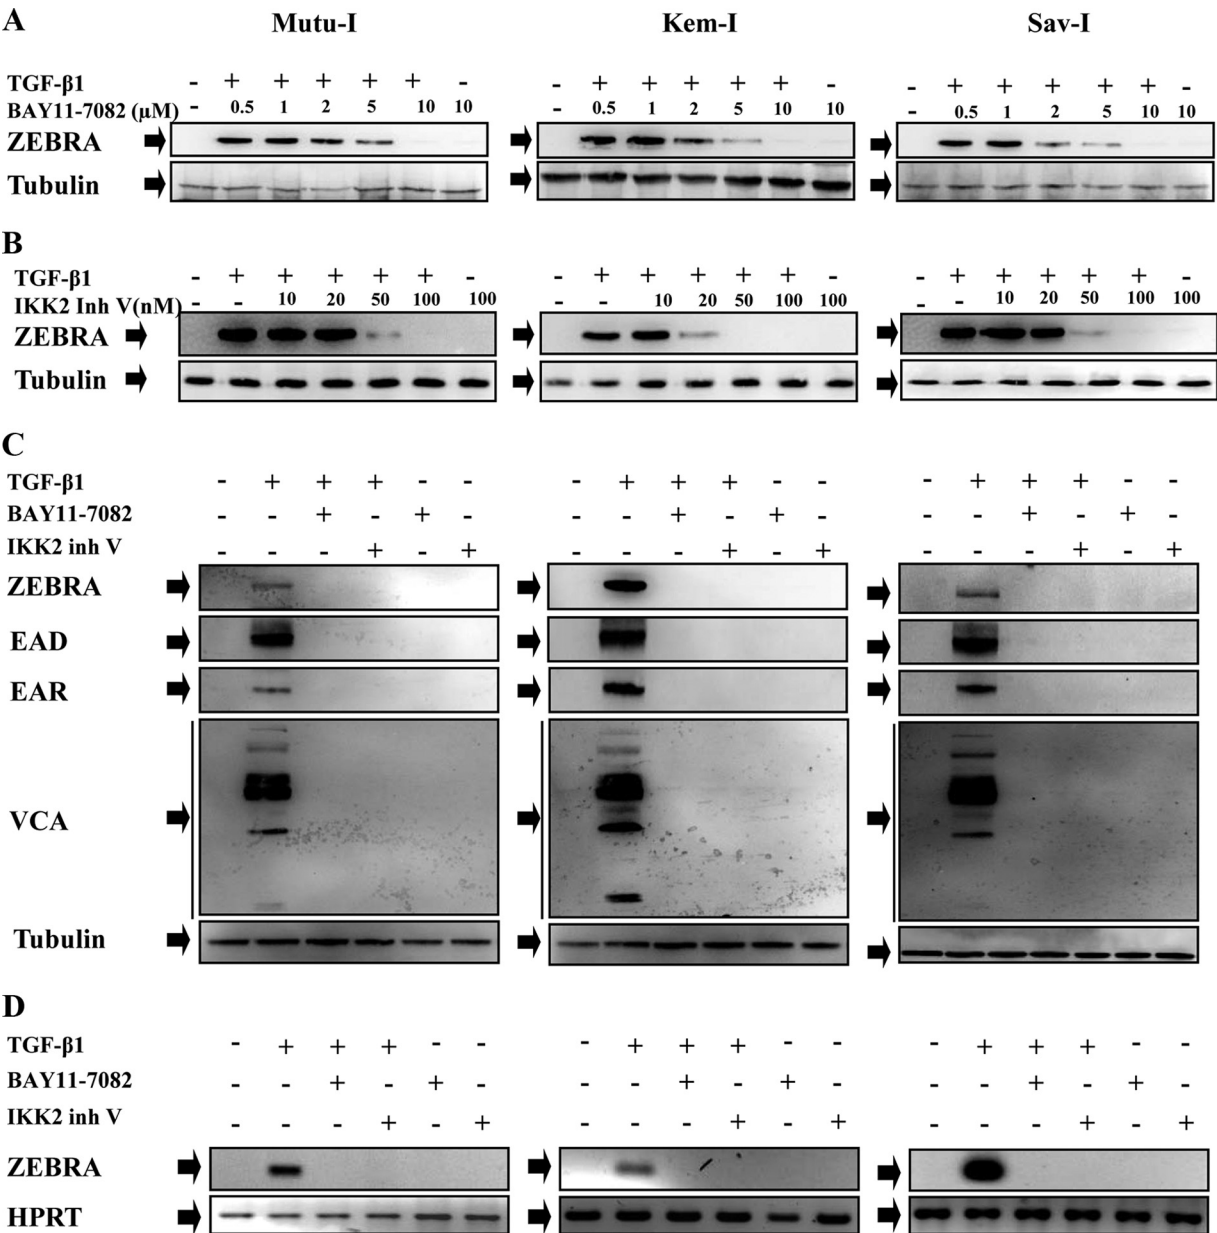 A
Mutu-I Kem-I Sav-I
TGF-β1 - + + + + + - - + + + + + - - + + + + + -
BAY11-7082 (μM) - 0.5 1 2 5 10 10 - 0.5 1 2 5 10 10 - 0.5 1 2 5 10 10
ZEBRA
Tubulin
B
TGF-β1 - + + + + + - - + + + + + - - + + + + + -
IKK2 Inh V(nM) - - 10 20 50 100 100 - - 10 20 50 100 100 - - 10 20 50 100 100
ZEBRA
Tubulin
C
TGF-β1 - + + + - - - + + + - - - + + + - -
BAY11-7082 - - + - + - - - + - + - - - + - + -
IKK2 inh V - - - + - + - - - + - + - - - + - +
ZEBRA
EAD
EAR
VCA
Tubulin
D
TGF-β1 - + + + - - - + + + - - - + + + - -
BAY11-7082 - - + - + - - - + - + - - - + - + -
IKK2 inh V - - - + - + - - - + - + - - - + - +
ZEBRA
HPRT